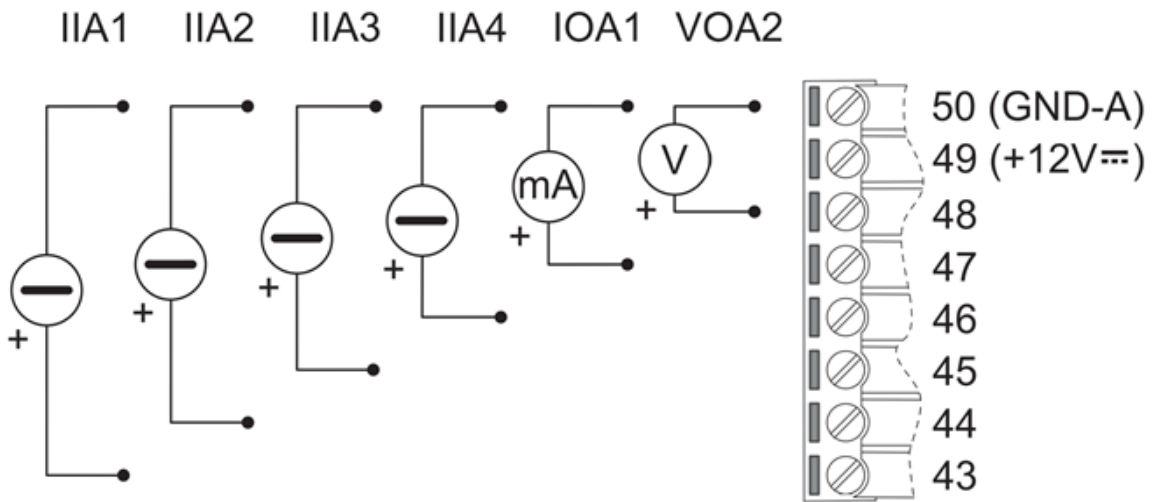 IIA1 IIA2 IIA3 IIA4 IOA1 VOA2
50 (GND-A)
49 (+12V⎓)
V
mA
+
48
+
47
+
46
+
45
+
44
+
43